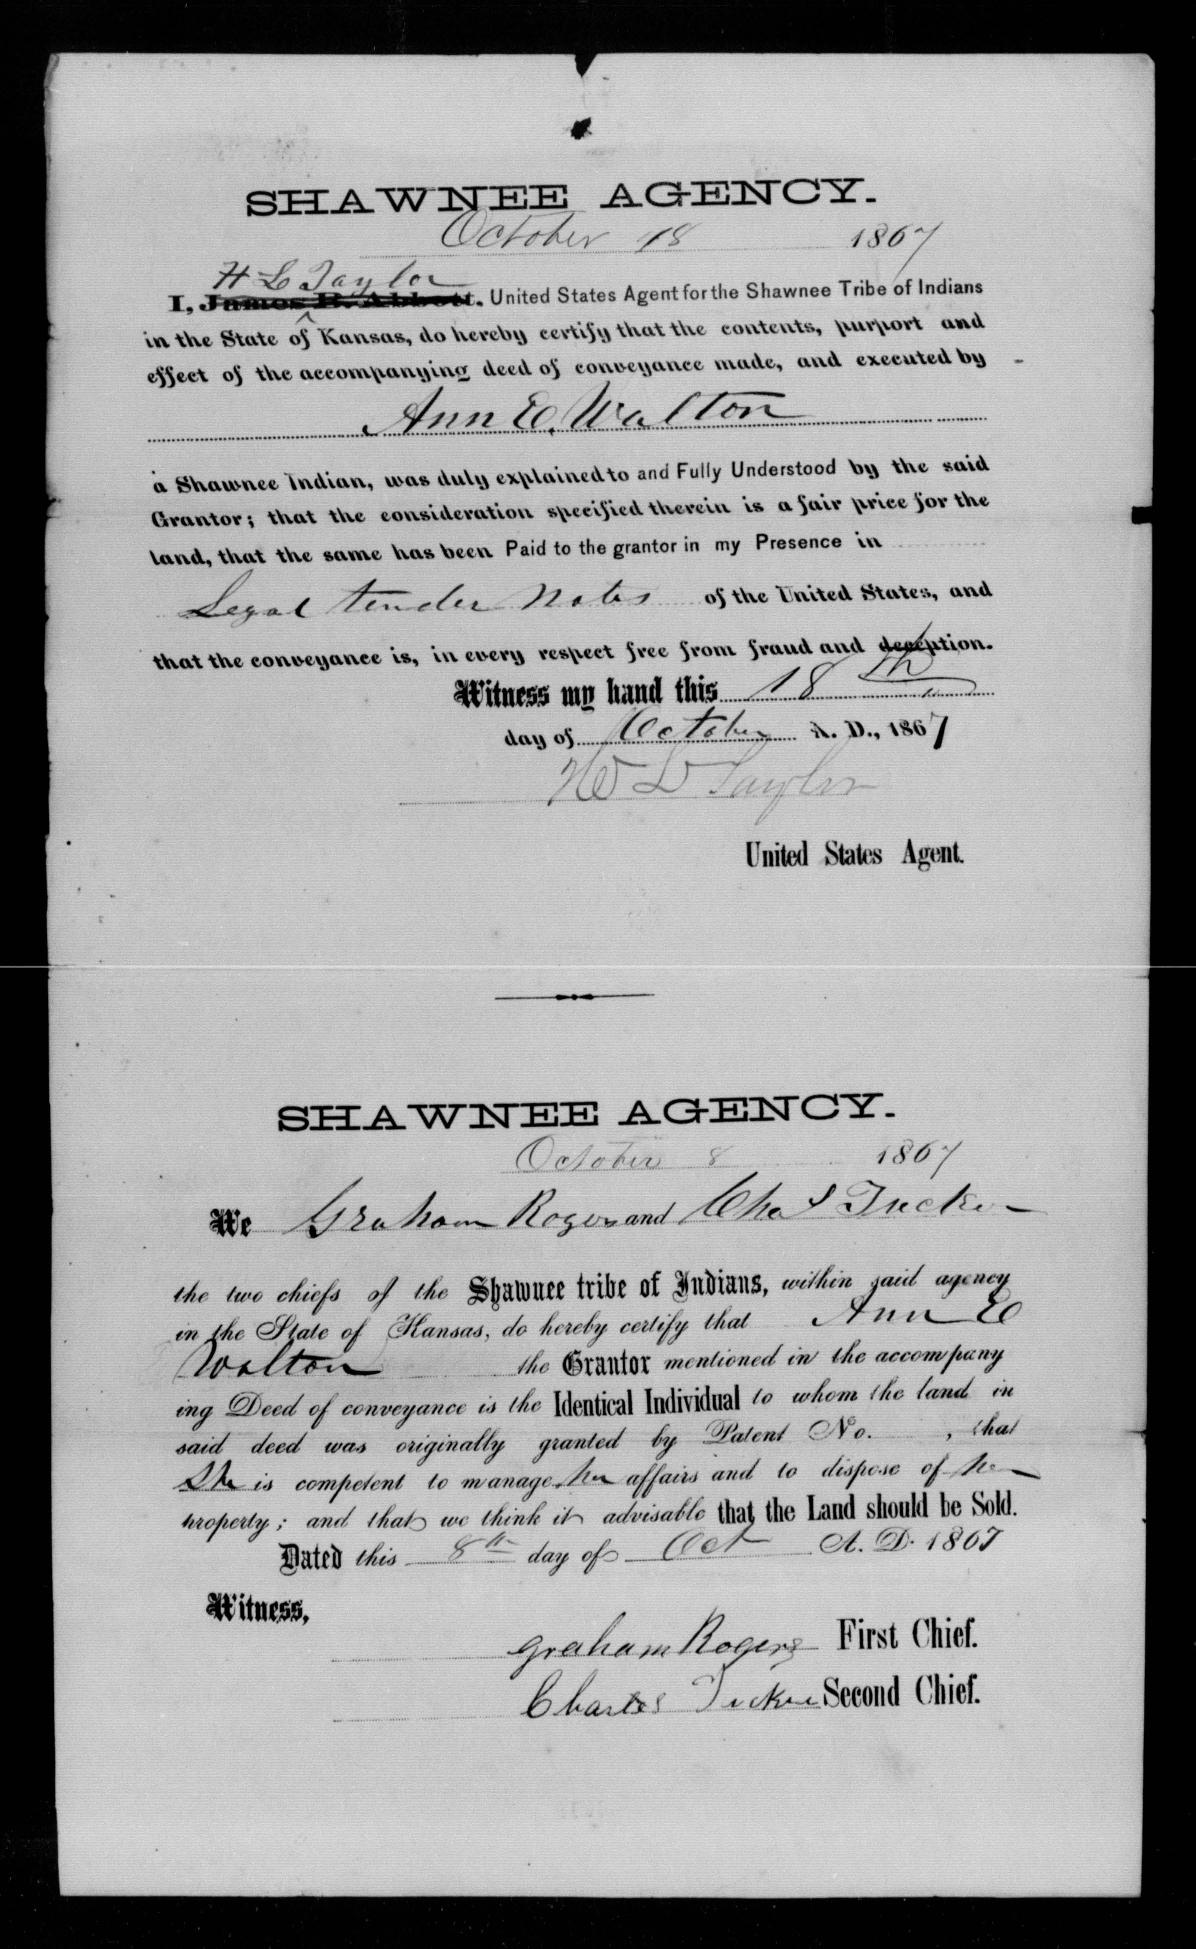 SHAWNEE AGENCY.
October 18 1867
H L Taylor
I, James B. Abbott. United States Agent for the Shawnee Tribe of Indians
in the State of Kansas, do hereby certify that the contents, purport and
effect of the accompanying deed of conveyance made, and executed by
Ann E. Walton
a Shawnee Indian, was duly explained to and Fully Understood by the said
Grantor; that the consideration specified therein is a fair price for the
land, that the same has been Paid to the grantor in my Presence in
Legal tender notes of the United States, and
that the conveyance is, in every respect free from fraud and deception.
Witness my hand this 18th
day of October A. D., 1867
H L Taylor
United States Agent.
SHAWNEE AGENCY.
October 8 1867
We Graham Rogers and Cha S Tucker
the two chiefs of the Shawnee tribe of Indians, within said agency
in the State of Kansas, do hereby certify that Ann E
Walton the Grantor mentioned in the accompany
ing Deed of conveyance is the Identical Individual to whom the land in
said deed was originally granted by Patent No. , that
She is competent to manage her affairs and to dispose of her
property; and that we think it advisable that the Land should be Sold.
Dated this 8th day of Oct A. D. 1867
Witness,
Graham Rogers First Chief.
Charles Tucker Second Chief.